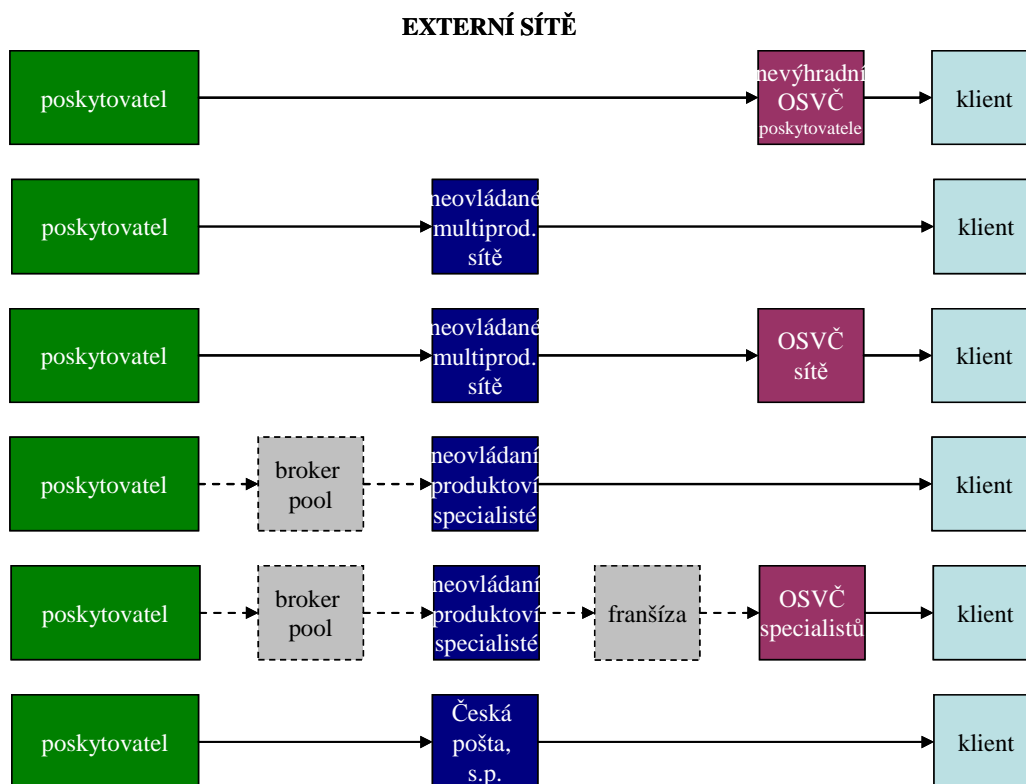 EXTERNÍ SÍTĚ
poskytovatel
nevýhradní
OSVČ
poskytovatele
klient
poskytovatel
neovládané
multiprod.
sítě
klient
poskytovatel
neovládané
multiprod.
sítě
OSVČ
sítě
klient
poskytovatel
broker
pool
neovládaní
produktoví
specialisté
klient
poskytovatel
broker
pool
neovládaní
produktoví
specialisté
franšíza
OSVČ
specialistů
klient
poskytovatel
Česká
pošta,
s.p.
klient